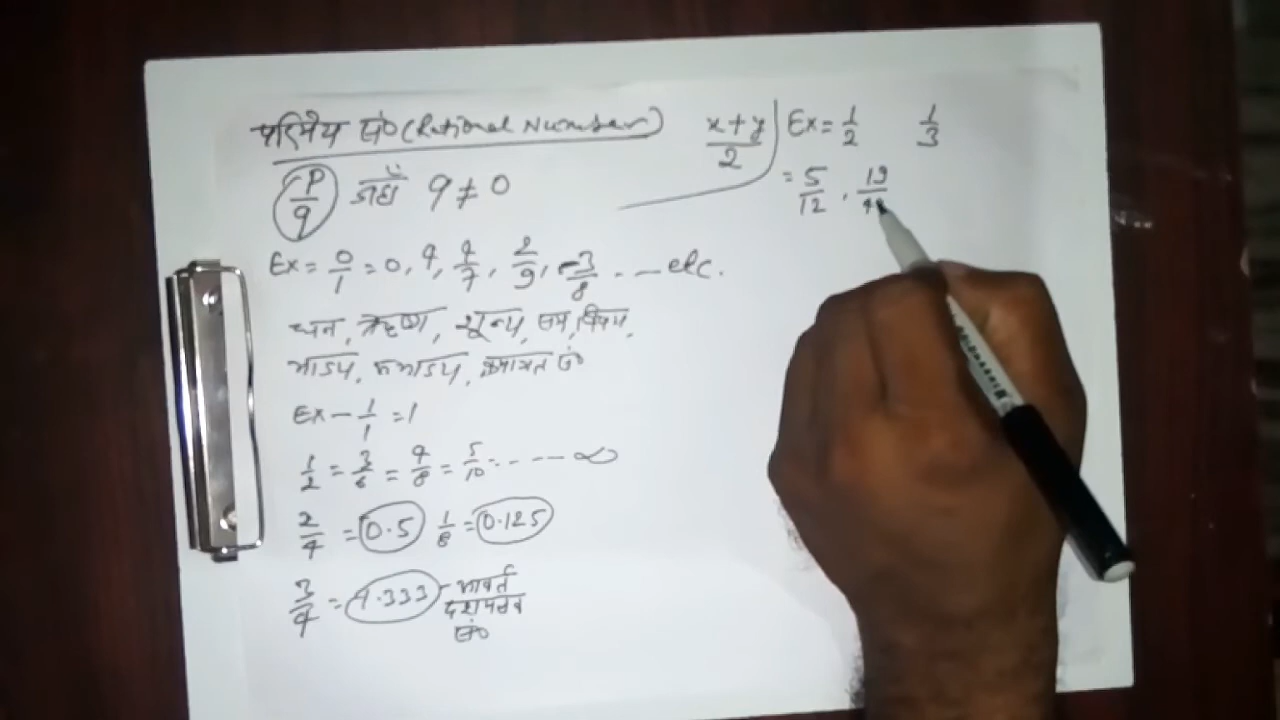 परिमेय सं० (Rational Number)
p/q जहाँ q ≠ 0
Ex = 0/1 = 0, 4, 4/7, 2/9, -3/8 ... etc.
धन, ऋण, शून्य, सम, विषम,
भाज्य, अभाज्य, सं०
Ex - 1/1 = 1
1/2 = 3/6 = 4/8 = 5/10 ... ∞
2/4 = 0.5 1/8 = 0.125
3/4 = 1.333 - आवर्त
दशमलव
सं०
x+y/2
Ex = 1/2 1/3
= 5/12,